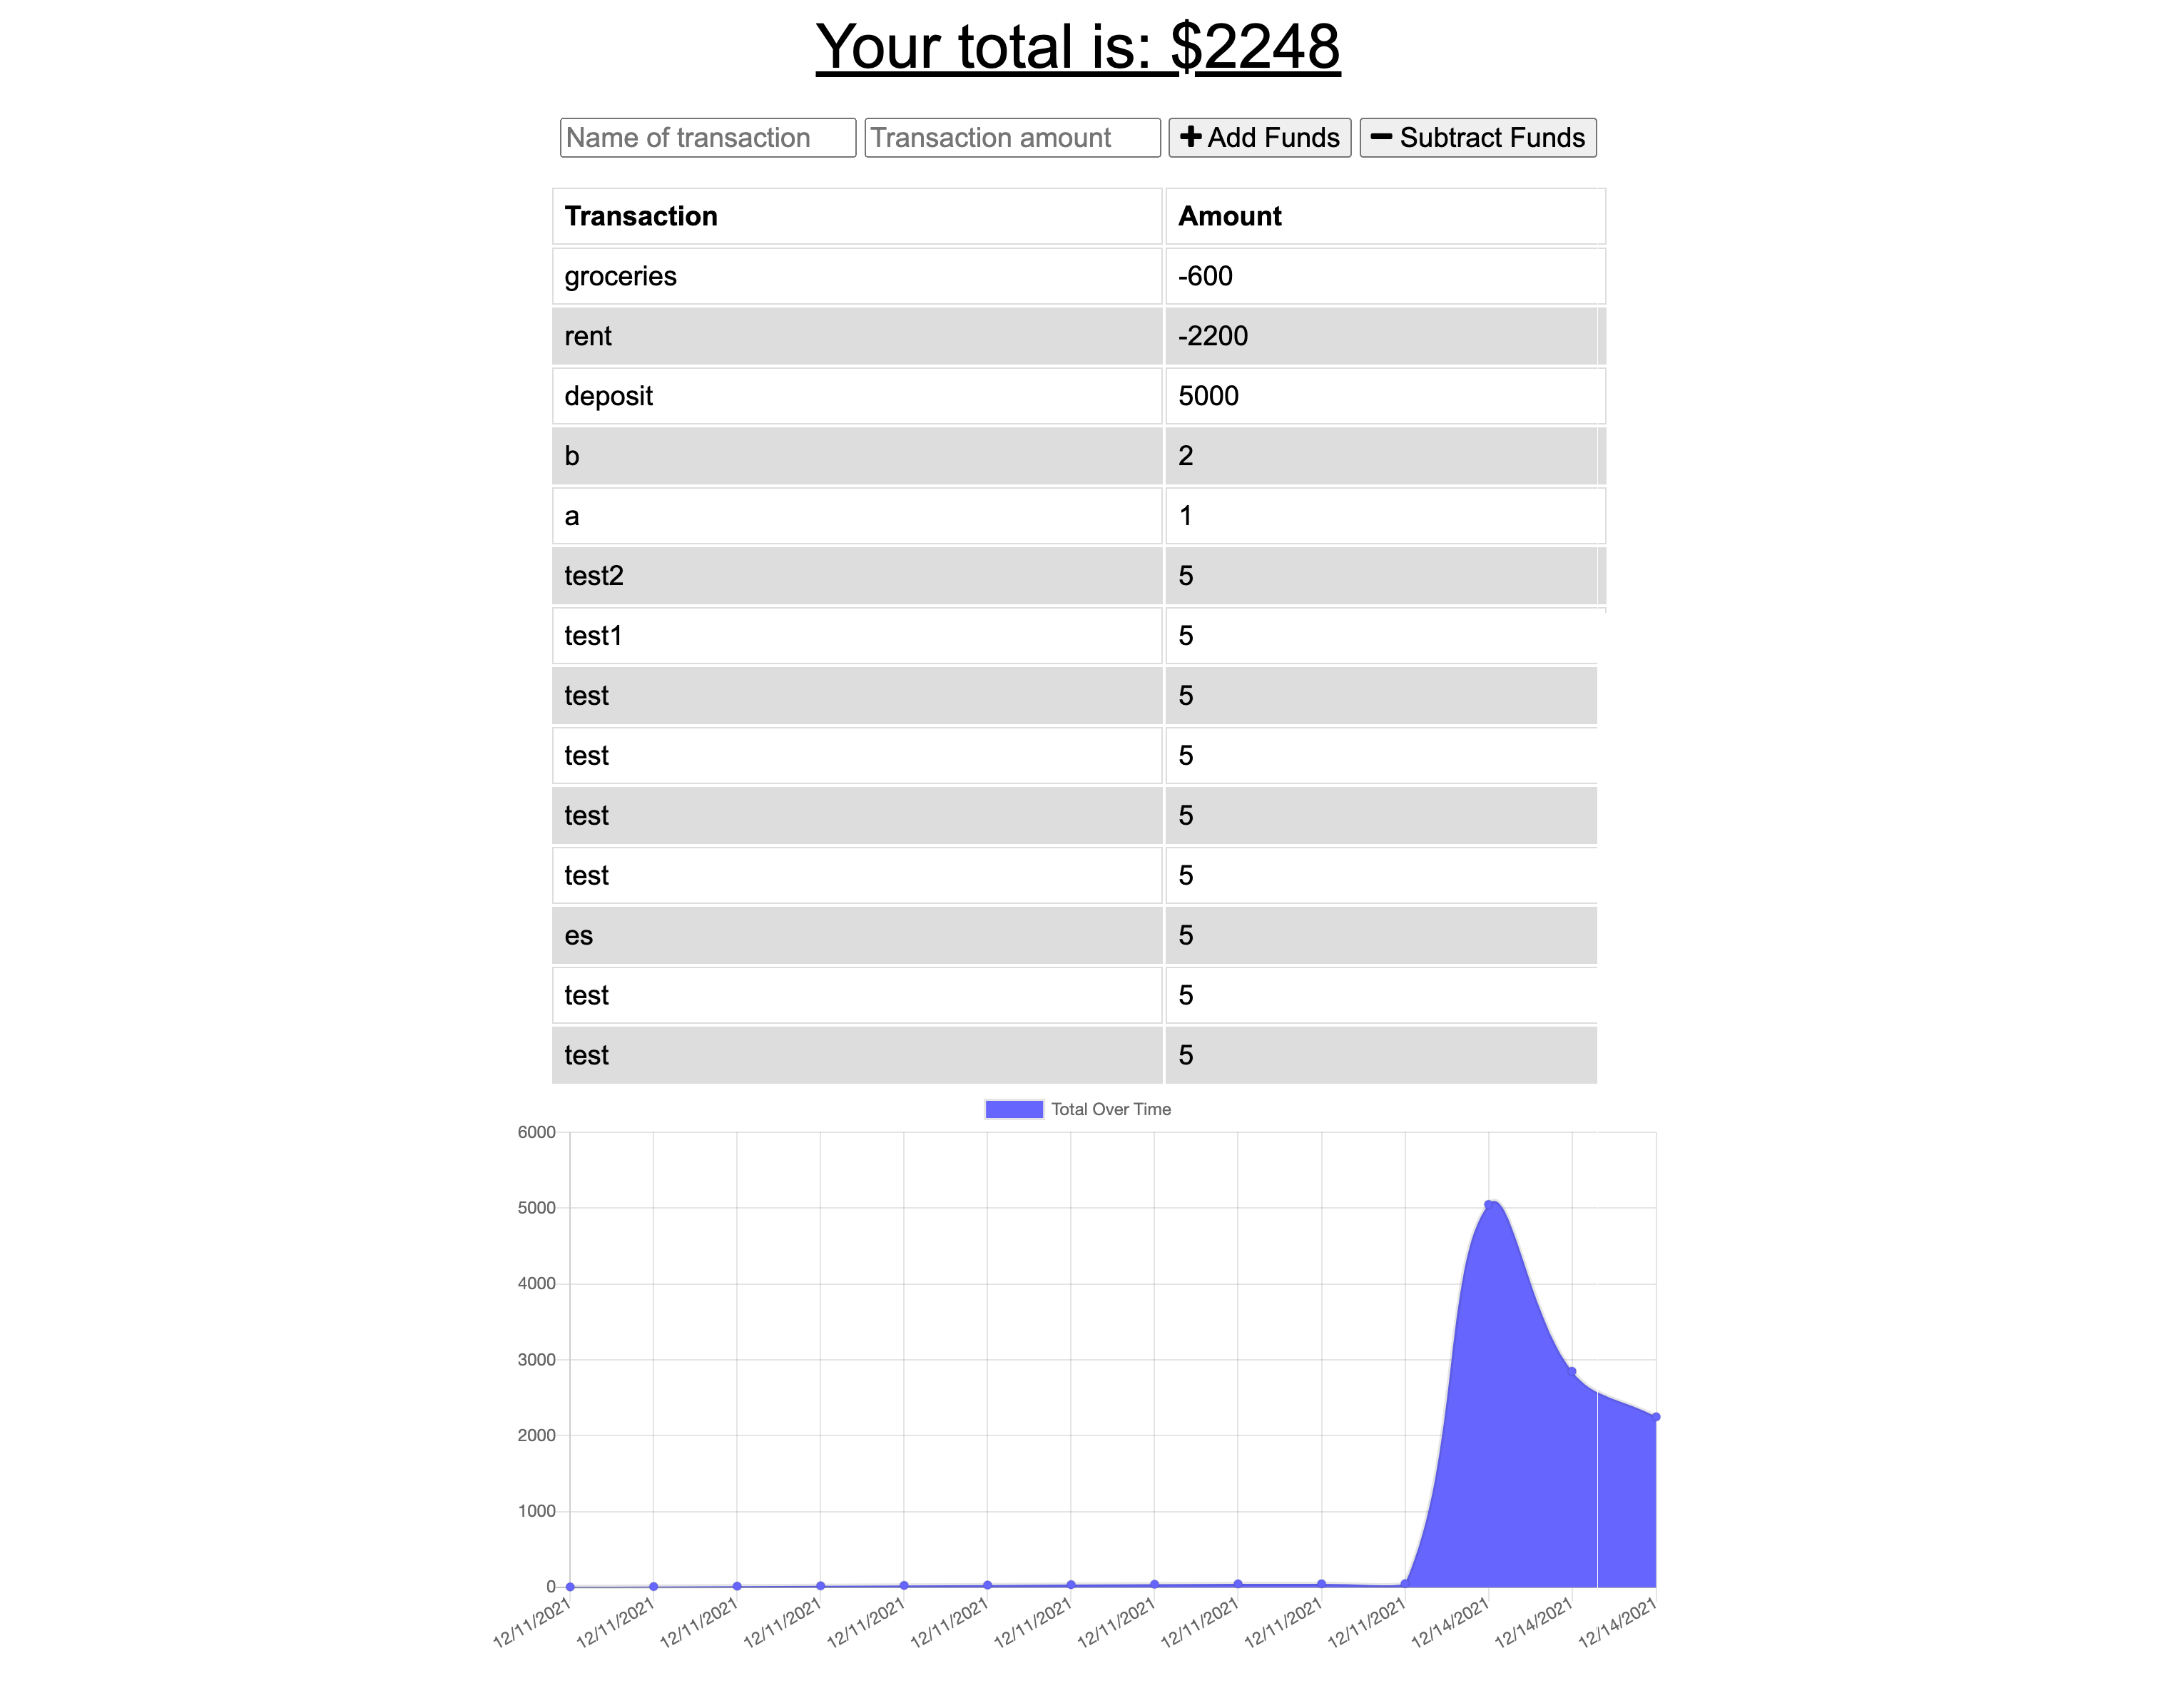 Your total is: $2248
Name of transaction Transaction amount Add Funds Subtract Funds
Transaction Amount
groceries -600
rent -2200
deposit 5000
b 2
a 1
test2 5
test1 5
test 5
test 5
test 5
test 5
es 5
test 5
test 5
Total Over Time
6000
5000
4000
3000
2000
1000
0
12/11/2021 12/11/2021 12/11/2021 12/11/2021 12/11/2021 12/11/2021 12/11/2021 12/11/2021 12/11/2021 12/11/2021 12/11/2021 12/14/2021 12/14/2021 12/14/2021